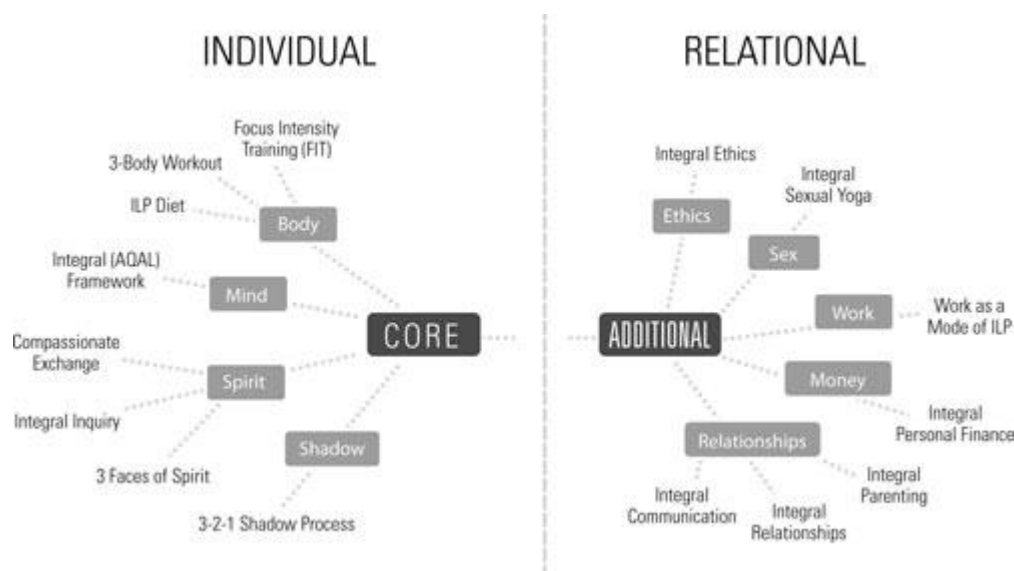 INDIVIDUAL
Focus Intensity
Training (FIT)
3-Body Workout
ILP Diet
Body
Integral (AQAL)
Framework
Mind
CORE
Compassionate
Exchange
Spirit
Integral Inquiry
3 Faces of Spirit
Shadow
3-2-1 Shadow Process
RELATIONAL
Integral Ethics
Ethics
Integral
Sexual Yoga
Sex
Work
Work as a
Mode of ILP
ADDITIONAL
Money
Integral
Personal Finance
Relationships
Integral
Parenting
Integral
Communication
Integral
Relationships